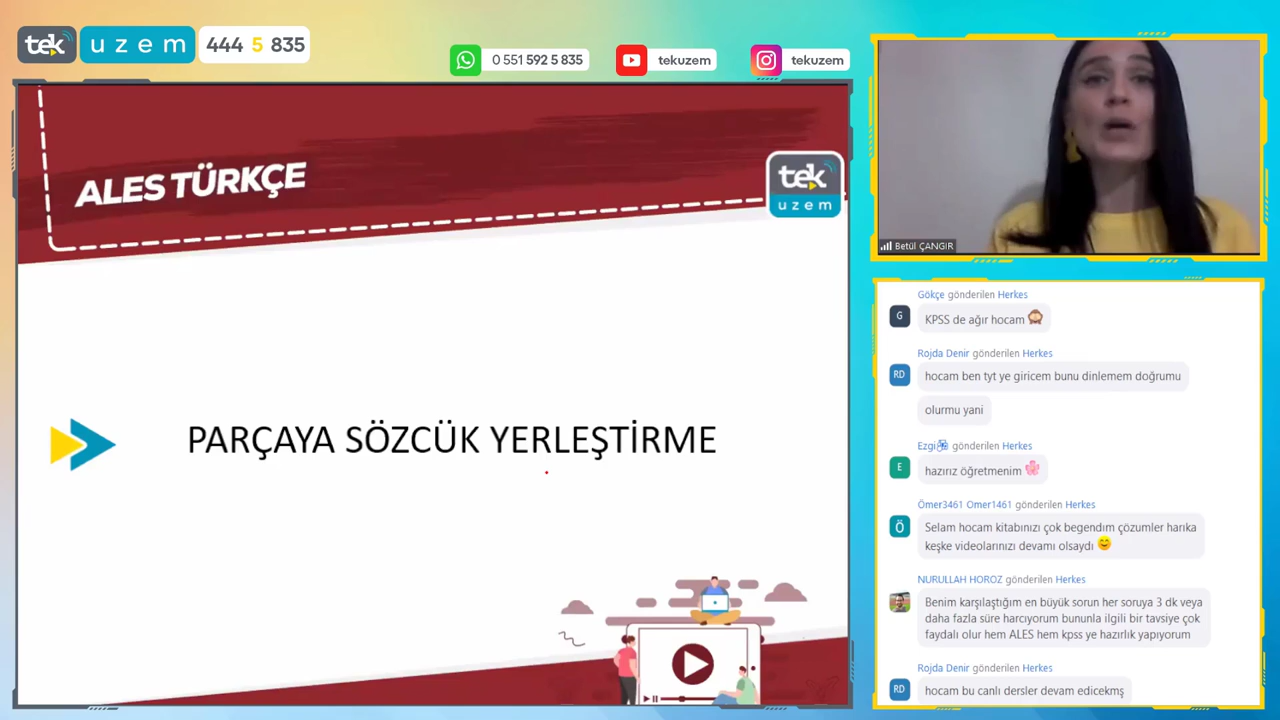 tek
uzem
444 5 835
0 551 592 5 835
tekuzem
tekuzem
ALES TÜRKÇE
tek
uzem
PARÇAYA SÖZCÜK YERLEŞTİRME
Betül ÇANGIR
Gökçe gönderilen Herkes
G
KPSS de ağır hocam 🙊
Rojda Denir gönderilen Herkes
RD
hocam ben tyt ye giricem bunu dinlemem doğrumu
olurmu yani
Ezgi gönderilen Herkes
E
hazırız öğretmenim 🌸
Ömer3461 Omer1461 gönderilen Herkes
Ö
Selam hocam kitabınızı çok begendım çözumler harıka
keşke videolarınızı devamı olsaydı 😊
NURULLAH HOROZ gönderilen Herkes
Benim karşılaştığım en büyük sorun her soruya 3 dk veya
daha fazla süre harcıyorum bununla ilgili bir tavsiye çok
faydalı olur hem ALES hem kpss ye hazırlık yapıyorum
Rojda Denir gönderilen Herkes
RD
hocam bu canlı dersler devam edicekmş